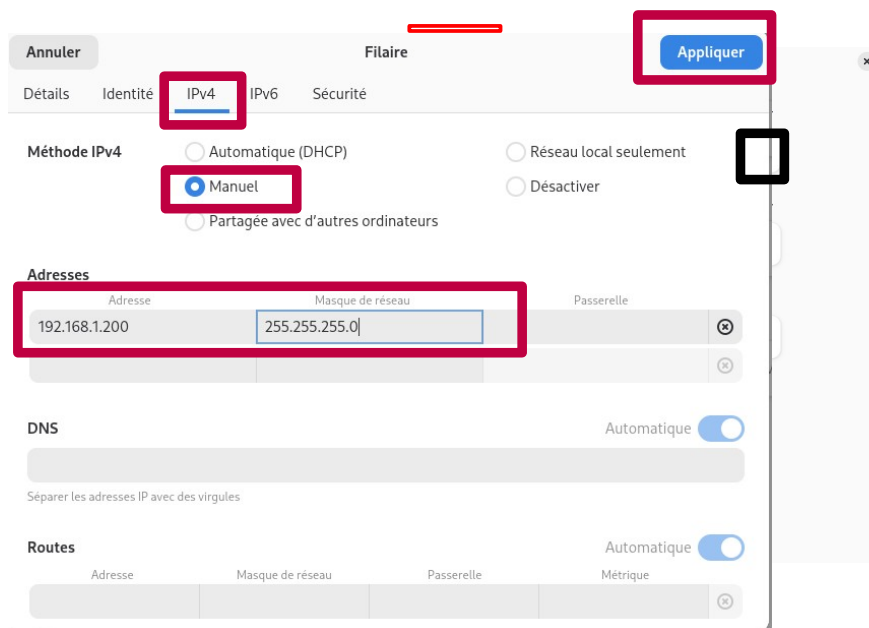 Annuler Filaire Appliquer
Détails Identité IPv4 IPv6 Sécurité
Méthode IPv4 Automatique (DHCP) Réseau local seulement
Manuel Désactiver
Partagée avec d'autres ordinateurs
Adresses
Adresse Masque de réseau Passerelle
192.168.1.200 255.255.255.0
DNS Automatique
Séparer les adresses IP avec des virgules
Routes Automatique
Adresse Masque de réseau Passerelle Métrique